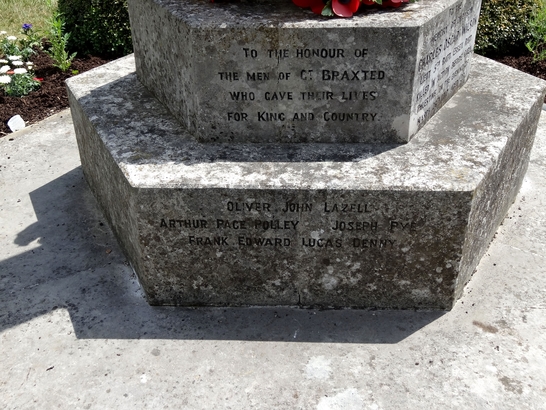 TO THE HONOUR OF
THE MEN OF GT BRAXTED
WHO GAVE THEIR LIVES
FOR KING AND COUNTRY.
OLIVER JOHN LAZELL
ARTHUR PAGE POLLEY JOSEPH PYE
FRANK EDWARD LUCAS DENNY